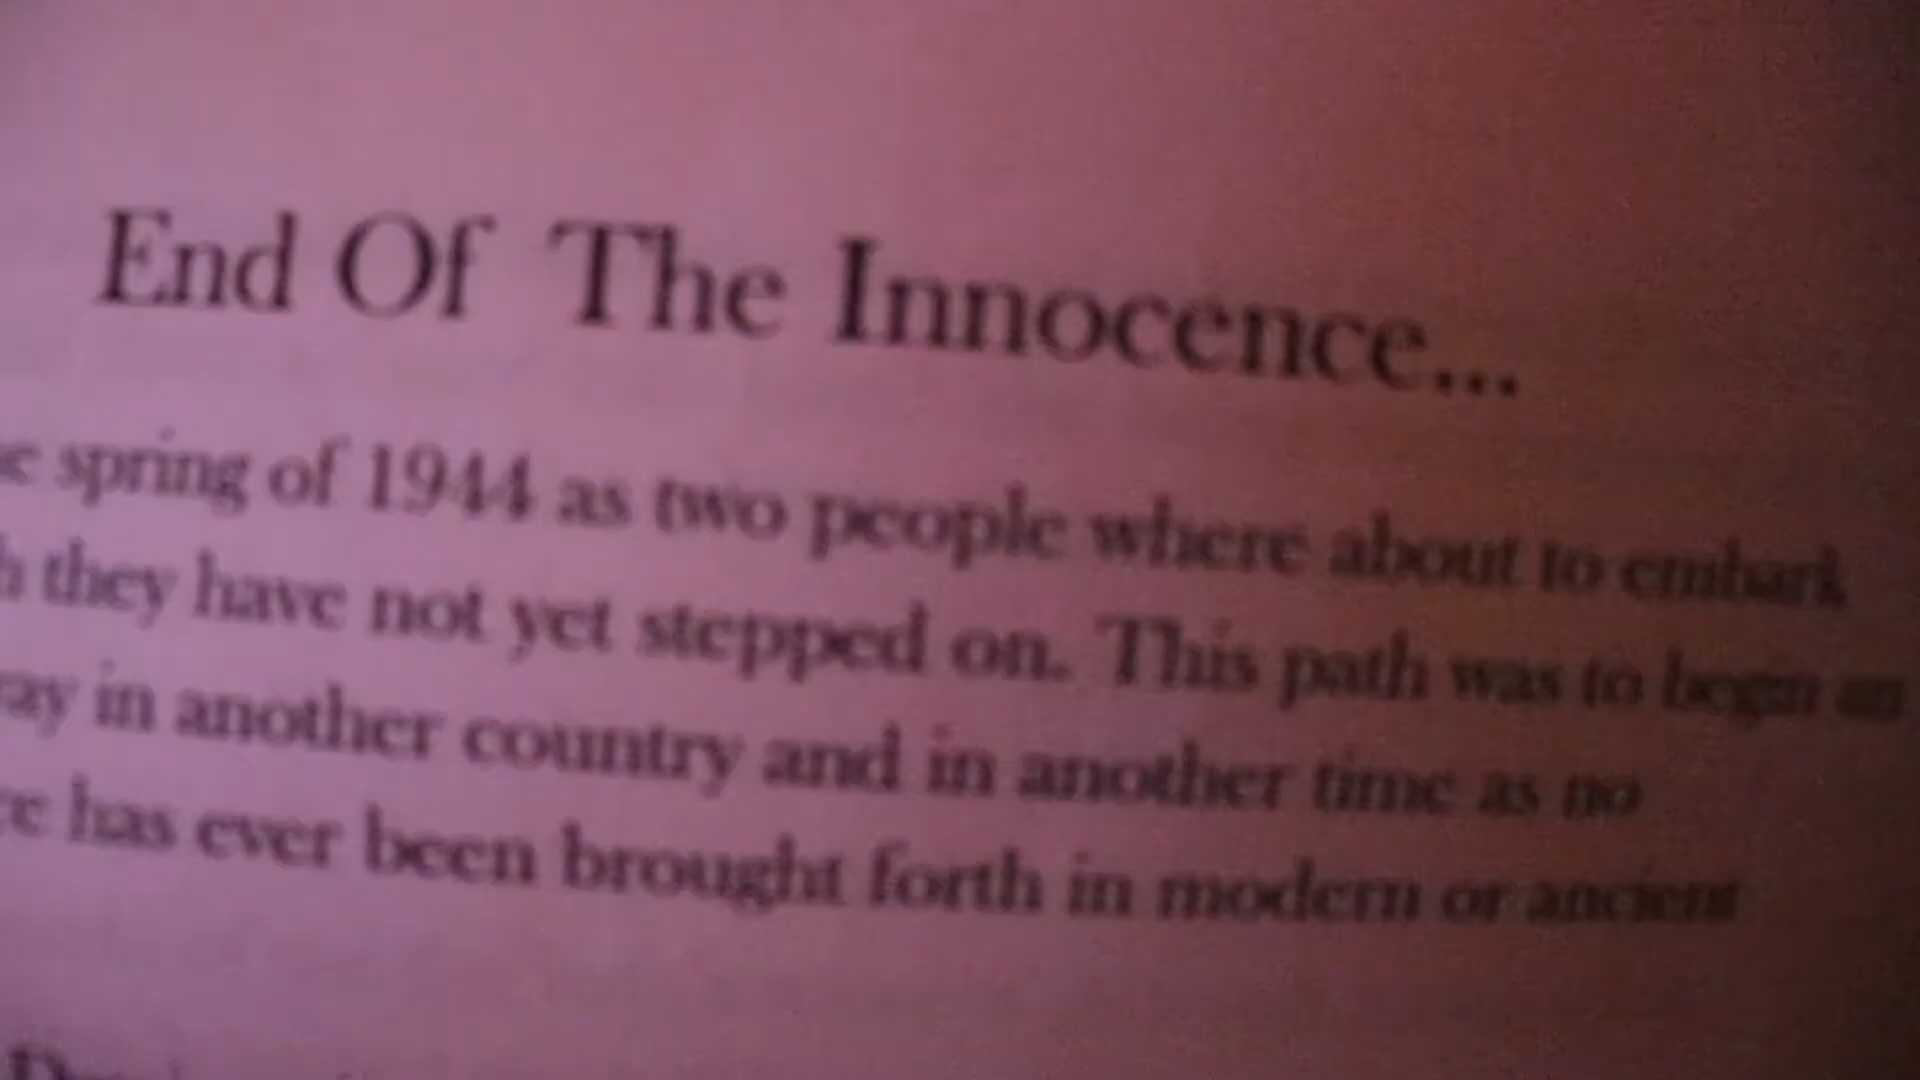 End Of The Innocence...
spring of 1944 as two people where about to embark
they have not yet stepped on. This path was to begin an
in another country and in another time as no
has ever been brought forth in modern or ancient